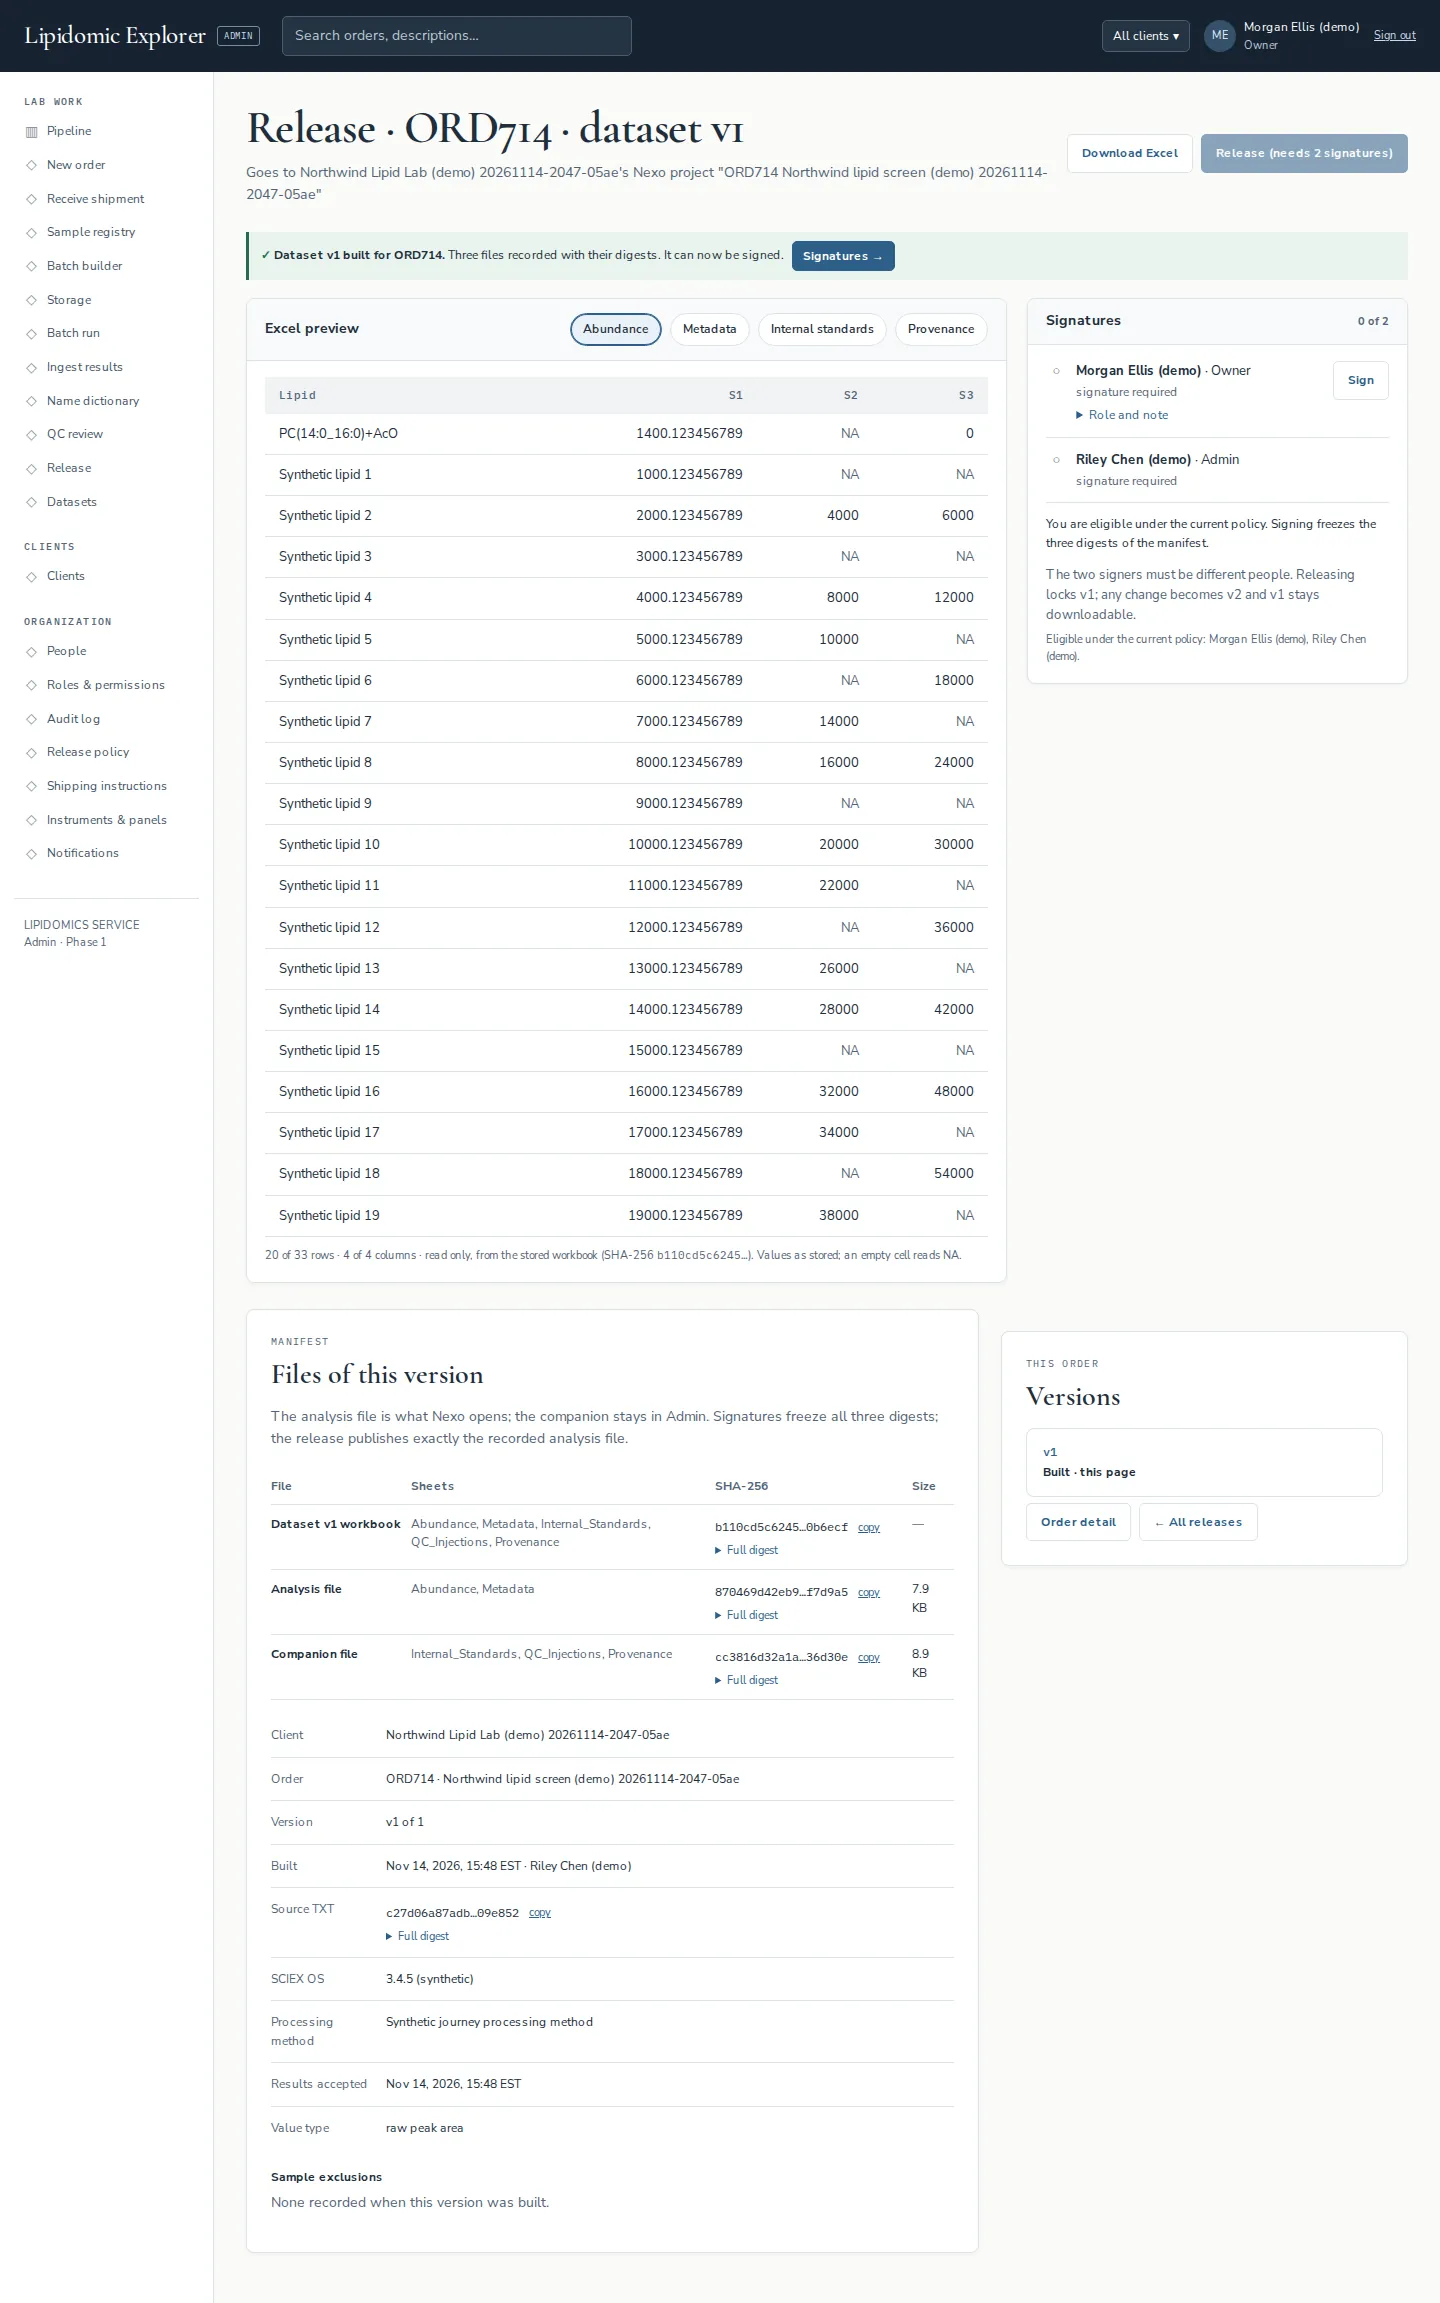 Lipidomic Explorer ADMIN
Search orders, descriptions...
All clients ▾
ME
Morgan Ellis (demo)
Owner
Sign out
LAB WORK
Pipeline
New order
Receive shipment
Sample registry
Batch builder
Storage
Batch run
Ingest results
Name dictionary
QC review
Release
Datasets
CLIENTS
Clients
ORGANIZATION
People
Roles & permissions
Audit log
Release policy
Shipping instructions
Instruments & panels
Notifications
LIPIDOMICS SERVICE
Admin · Phase 1
Release · ORD714 · dataset v1
Goes to Northwind Lipid Lab (demo) 20261114-2047-05ae's Nexo project "ORD714 Northwind lipid screen (demo) 20261114-
2047-05ae"
Download Excel
Release (needs 2 signatures)
✓ Dataset v1 built for ORD714. Three files recorded with their digests. It can now be signed. Signatures →
Excel preview
Abundance Metadata Internal standards Provenance
Lipid S1 S2 S3
PC(14:0_16:0)+AcO 1400.123456789 NA 0
Synthetic lipid 1 1000.123456789 NA NA
Synthetic lipid 2 2000.123456789 4000 6000
Synthetic lipid 3 3000.123456789 NA NA
Synthetic lipid 4 4000.123456789 8000 12000
Synthetic lipid 5 5000.123456789 10000 NA
Synthetic lipid 6 6000.123456789 NA 18000
Synthetic lipid 7 7000.123456789 14000 NA
Synthetic lipid 8 8000.123456789 16000 24000
Synthetic lipid 9 9000.123456789 NA NA
Synthetic lipid 10 10000.123456789 20000 30000
Synthetic lipid 11 11000.123456789 22000 NA
Synthetic lipid 12 12000.123456789 NA 36000
Synthetic lipid 13 13000.123456789 26000 NA
Synthetic lipid 14 14000.123456789 28000 42000
Synthetic lipid 15 15000.123456789 NA NA
Synthetic lipid 16 16000.123456789 32000 48000
Synthetic lipid 17 17000.123456789 34000 NA
Synthetic lipid 18 18000.123456789 NA 54000
Synthetic lipid 19 19000.123456789 38000 NA
20 of 33 rows · 4 of 4 columns · read only, from the stored workbook (SHA-256 b110cd5c6245…). Values as stored; an empty cell reads NA.
Signatures 0 of 2
Morgan Ellis (demo) · Owner
signature required
▶ Role and note
Sign
Riley Chen (demo) · Admin
signature required
You are eligible under the current policy. Signing freezes the
three digests of the manifest.
The two signers must be different people. Releasing
locks v1; any change becomes v2 and v1 stays
downloadable.
Eligible under the current policy: Morgan Ellis (demo), Riley Chen
(demo).
MANIFEST
Files of this version
The analysis file is what Nexo opens; the companion stays in Admin. Signatures freeze all three digests;
the release publishes exactly the recorded analysis file.
File Sheets SHA-256 Size
Dataset v1 workbook Abundance, Metadata, Internal_Standards, b110cd5c6245…0b6ecf copy —
QC_Injections, Provenance ▶ Full digest
Analysis file Abundance, Metadata 870469d42eb9…f7d9a5 copy 7.9
▶ Full digest KB
Companion file Internal_Standards, QC_Injections, Provenance cc3816d32a1a…36d30e copy 8.9
▶ Full digest KB
Client Northwind Lipid Lab (demo) 20261114-2047-05ae
Order ORD714 · Northwind lipid screen (demo) 20261114-2047-05ae
Version v1 of 1
Built Nov 14, 2026, 15:48 EST · Riley Chen (demo)
Source TXT c27d06a87adb…09e852 copy
▶ Full digest
SCIEX OS 3.4.5 (synthetic)
Processing Synthetic journey processing method
method
Results accepted Nov 14, 2026, 15:48 EST
Value type raw peak area
Sample exclusions
None recorded when this version was built.
THIS ORDER
Versions
v1
Built · this page
Order detail ← All releases